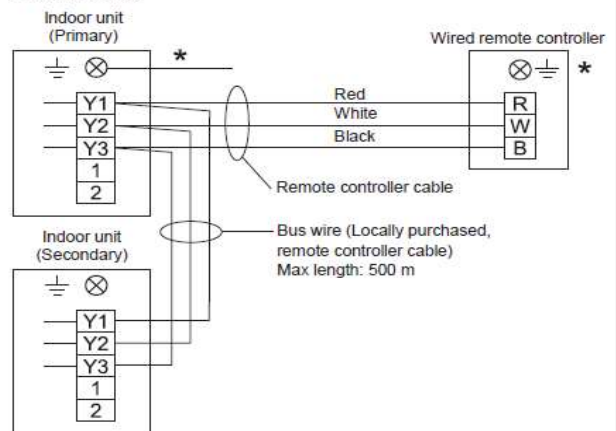 Indoor unit
(Primary)
*
Y1
Y2
Y3
1
2
Wired remote controller
*
R
W
B
Red
White
Black
Remote controller cable
Bus wire (Locally purchased,
remote controller cable)
Max length: 500 m
Indoor unit
(Secondary)
Y1
Y2
Y3
1
2